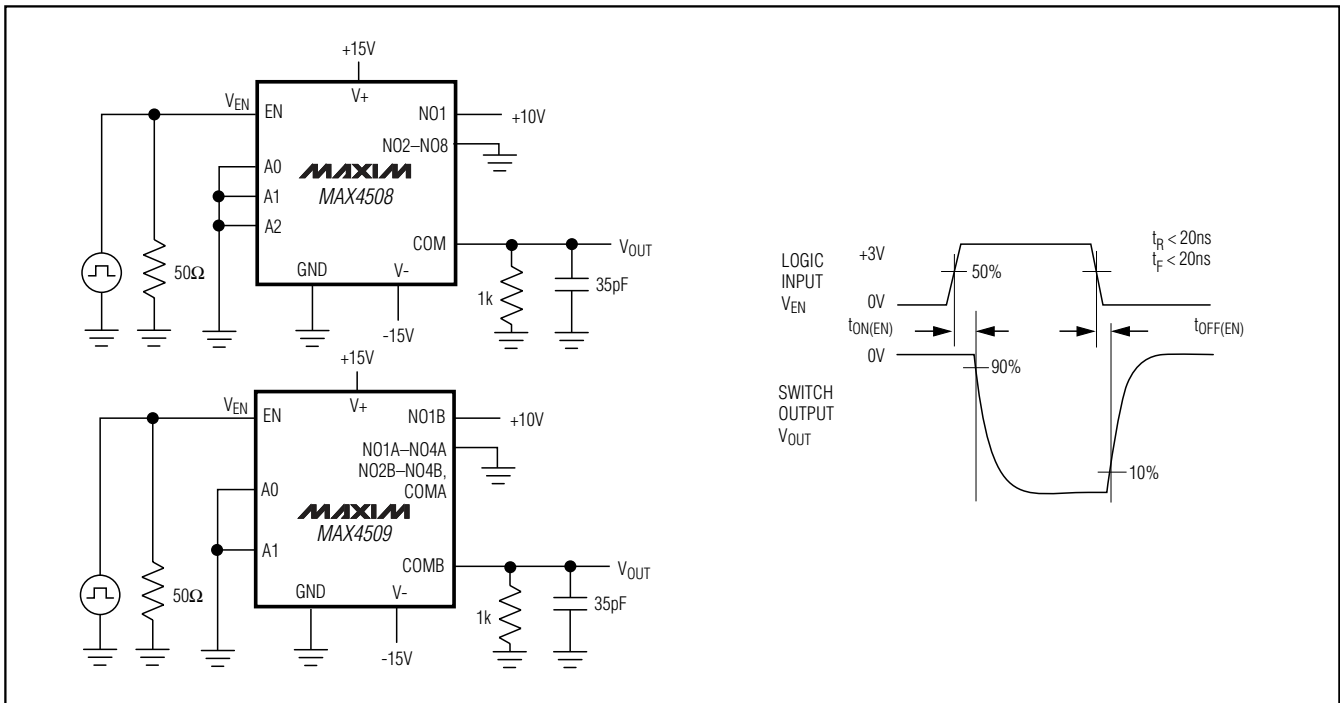 +15V
V+
VEN
EN
NO1
+10V
NO2–NO8
A0
MAXIM
MAX4508
A1
A2
COM
VOUT
GND
V-
50Ω
1k
35pF
-15V
+15V
V+
VEN
EN
NO1B
+10V
NO1A–NO4A
NO2B–NO4B,
COMA
A0
MAXIM
MAX4509
A1
COMB
VOUT
GND
V-
50Ω
1k
35pF
-15V
LOGIC
INPUT
VEN
+3V
50%
0V
tR < 20ns
tF < 20ns
tON(EN)
tOFF(EN)
0V
90%
SWITCH
OUTPUT
VOUT
10%